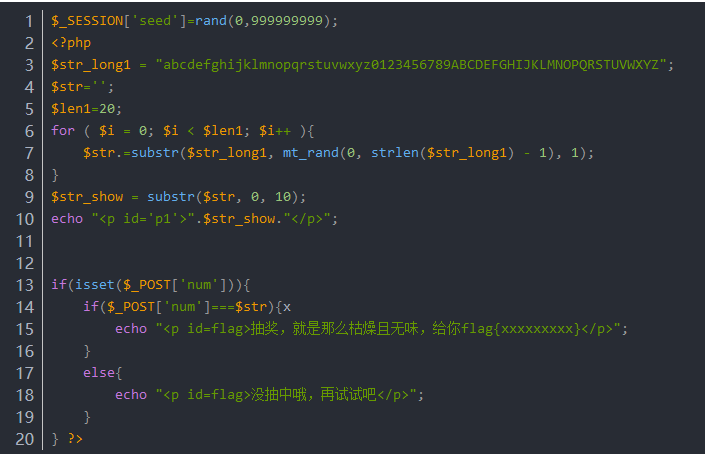 1 $_SESSION['seed']=rand(0,999999999);
2 <?php
3 $str_long1 = "abcdefghijklmnopqrstuvwxyz0123456789ABCDEFGHIJKLMNOPQRSTUVWXYZ";
4 $str='';
5 $len1=20;
6 for ( $i = 0; $i < $len1; $i++ ){
7     $str.=substr($str_long1, mt_rand(0, strlen($str_long1) - 1), 1);
8 }
9 $str_show = substr($str, 0, 10);
10 echo "<p id='p1'>".$str_show."</p>";
11
12
13 if(isset($_POST['num'])){
14     if($_POST['num']===$str){x
15         echo "<p id=flag>抽奖，就是那么枯燥且无味，给你flag{xxxxxxxxx}</p>";
16     }
17     else{
18         echo "<p id=flag>没抽中哦，再试试吧</p>";
19     }
20 } ?>